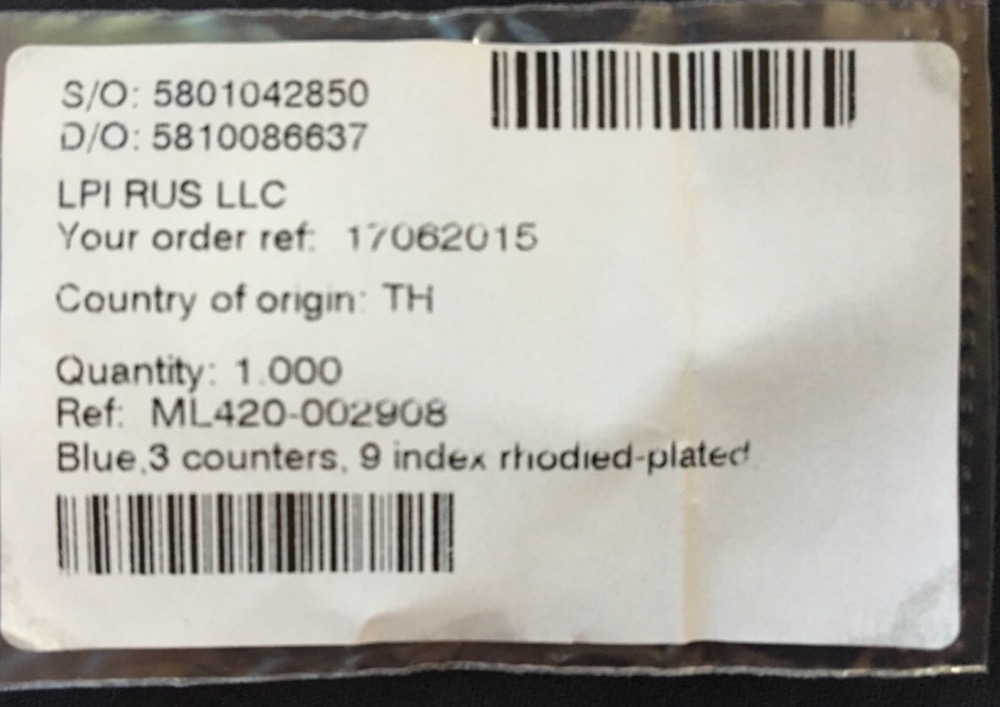 S/O: 5801042850
D/O: 5810086637
LPI RUS LLC
Your order ref: 17062015
Country of origin: TH
Quantity: 1.000
Ref: ML420-002908
Blue,3 counters, 9 index rhodied-plated